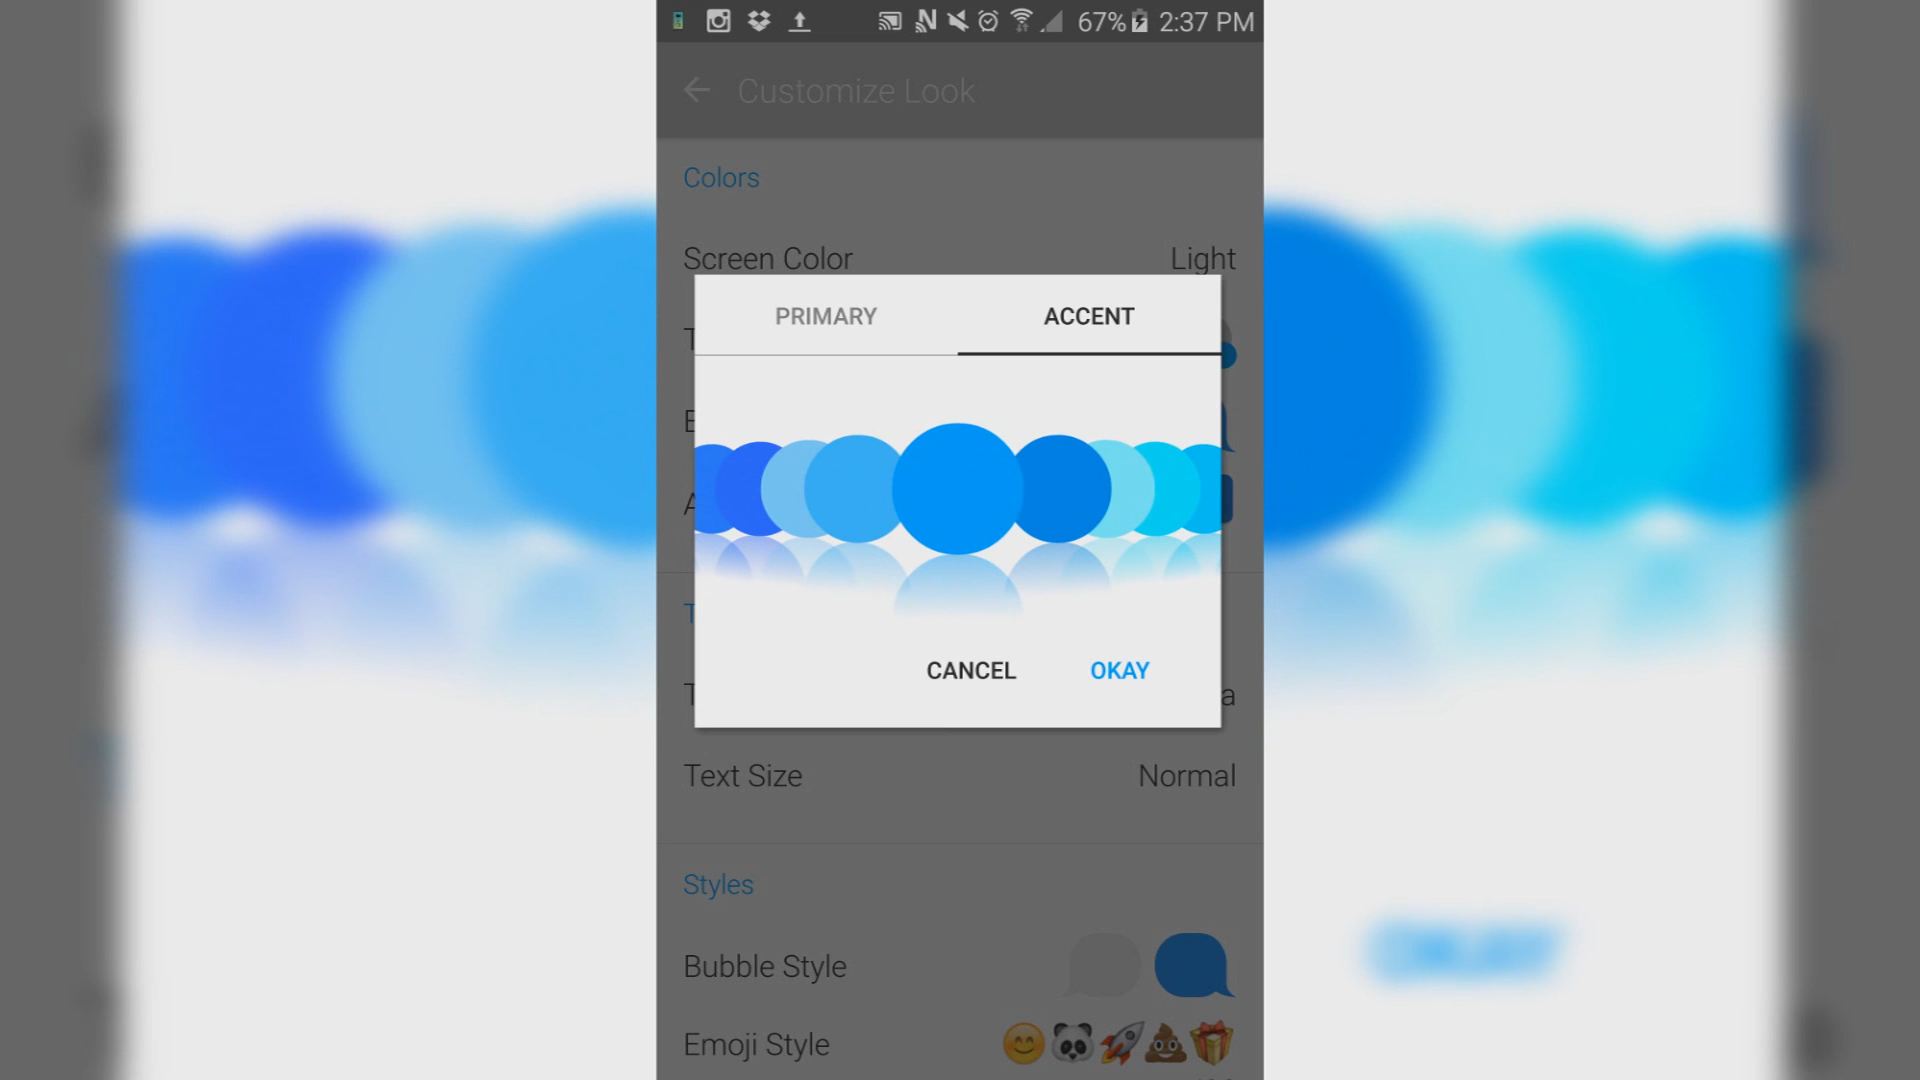 67% 2:37 PM
Customize Look
Colors
Screen Color Light
PRIMARY ACCENT
CANCEL OKAY
Text Size Normal
Styles
Bubble Style
Emoji Style